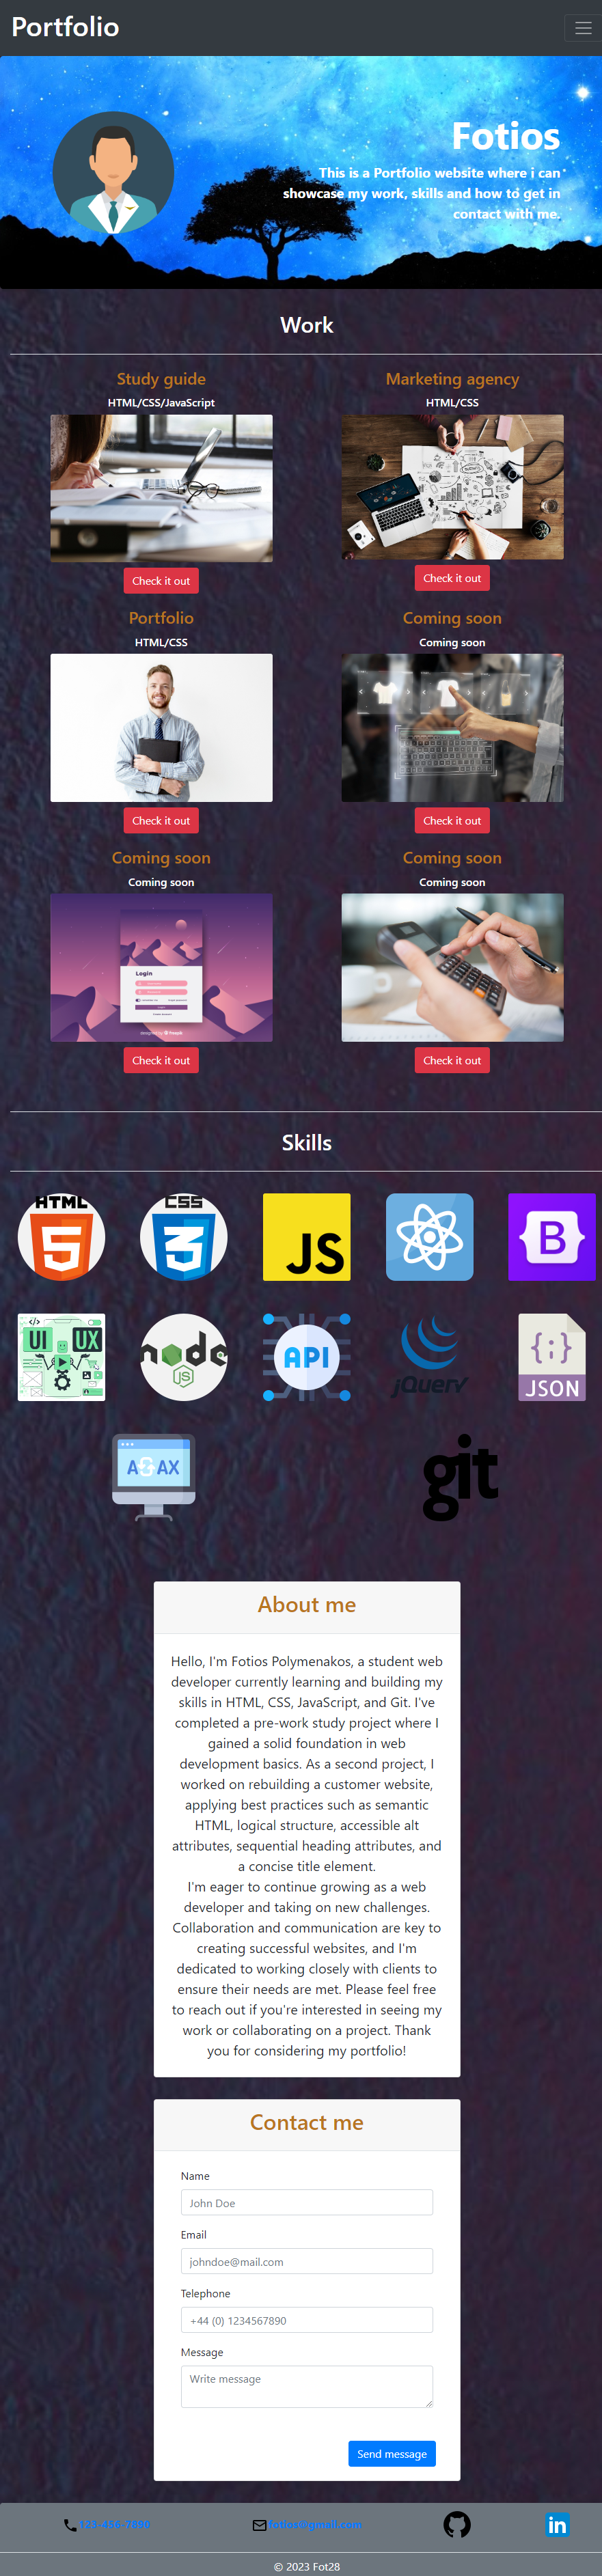 Portfolio
Fotios
This is a Portfolio website where i can
showcase my work, skills and how to get in
contact with me.
Work
Study guide
HTML/CSS/JavaScript
Check it out
Marketing agency
HTML/CSS
Check it out
Portfolio
HTML/CSS
Check it out
Coming soon
Coming soon
Check it out
Coming soon
Coming soon
Login
Check it out
Coming soon
Coming soon
Check it out
Skills
HTML
5
CSS
3
JS
B
UI UX
node
JS
API
jQuery
{;}
JSON
AJAX
git
About me
Hello, I'm Fotios Polymenakos, a student web
developer currently learning and building my
skills in HTML, CSS, JavaScript, and Git. I've
completed a pre-work study project where I
gained a solid foundation in web
development basics. As a second project, I
worked on rebuilding a customer website,
applying best practices such as semantic
HTML, logical structure, accessible alt
attributes, sequential heading attributes, and
a concise title element.
I'm eager to continue growing as a web
developer and taking on new challenges.
Collaboration and communication are key to
creating successful websites, and I'm
dedicated to working closely with clients to
ensure their needs are met. Please feel free
to reach out if you're interested in seeing my
work or collaborating on a project. Thank
you for considering my portfolio!
Contact me
Name
John Doe
Email
johndoe@mail.com
Telephone
+44 (0) 1234567890
Message
Write message
Send message
123-456-7890
fotios@gmail.com
in
© 2023 Fot28